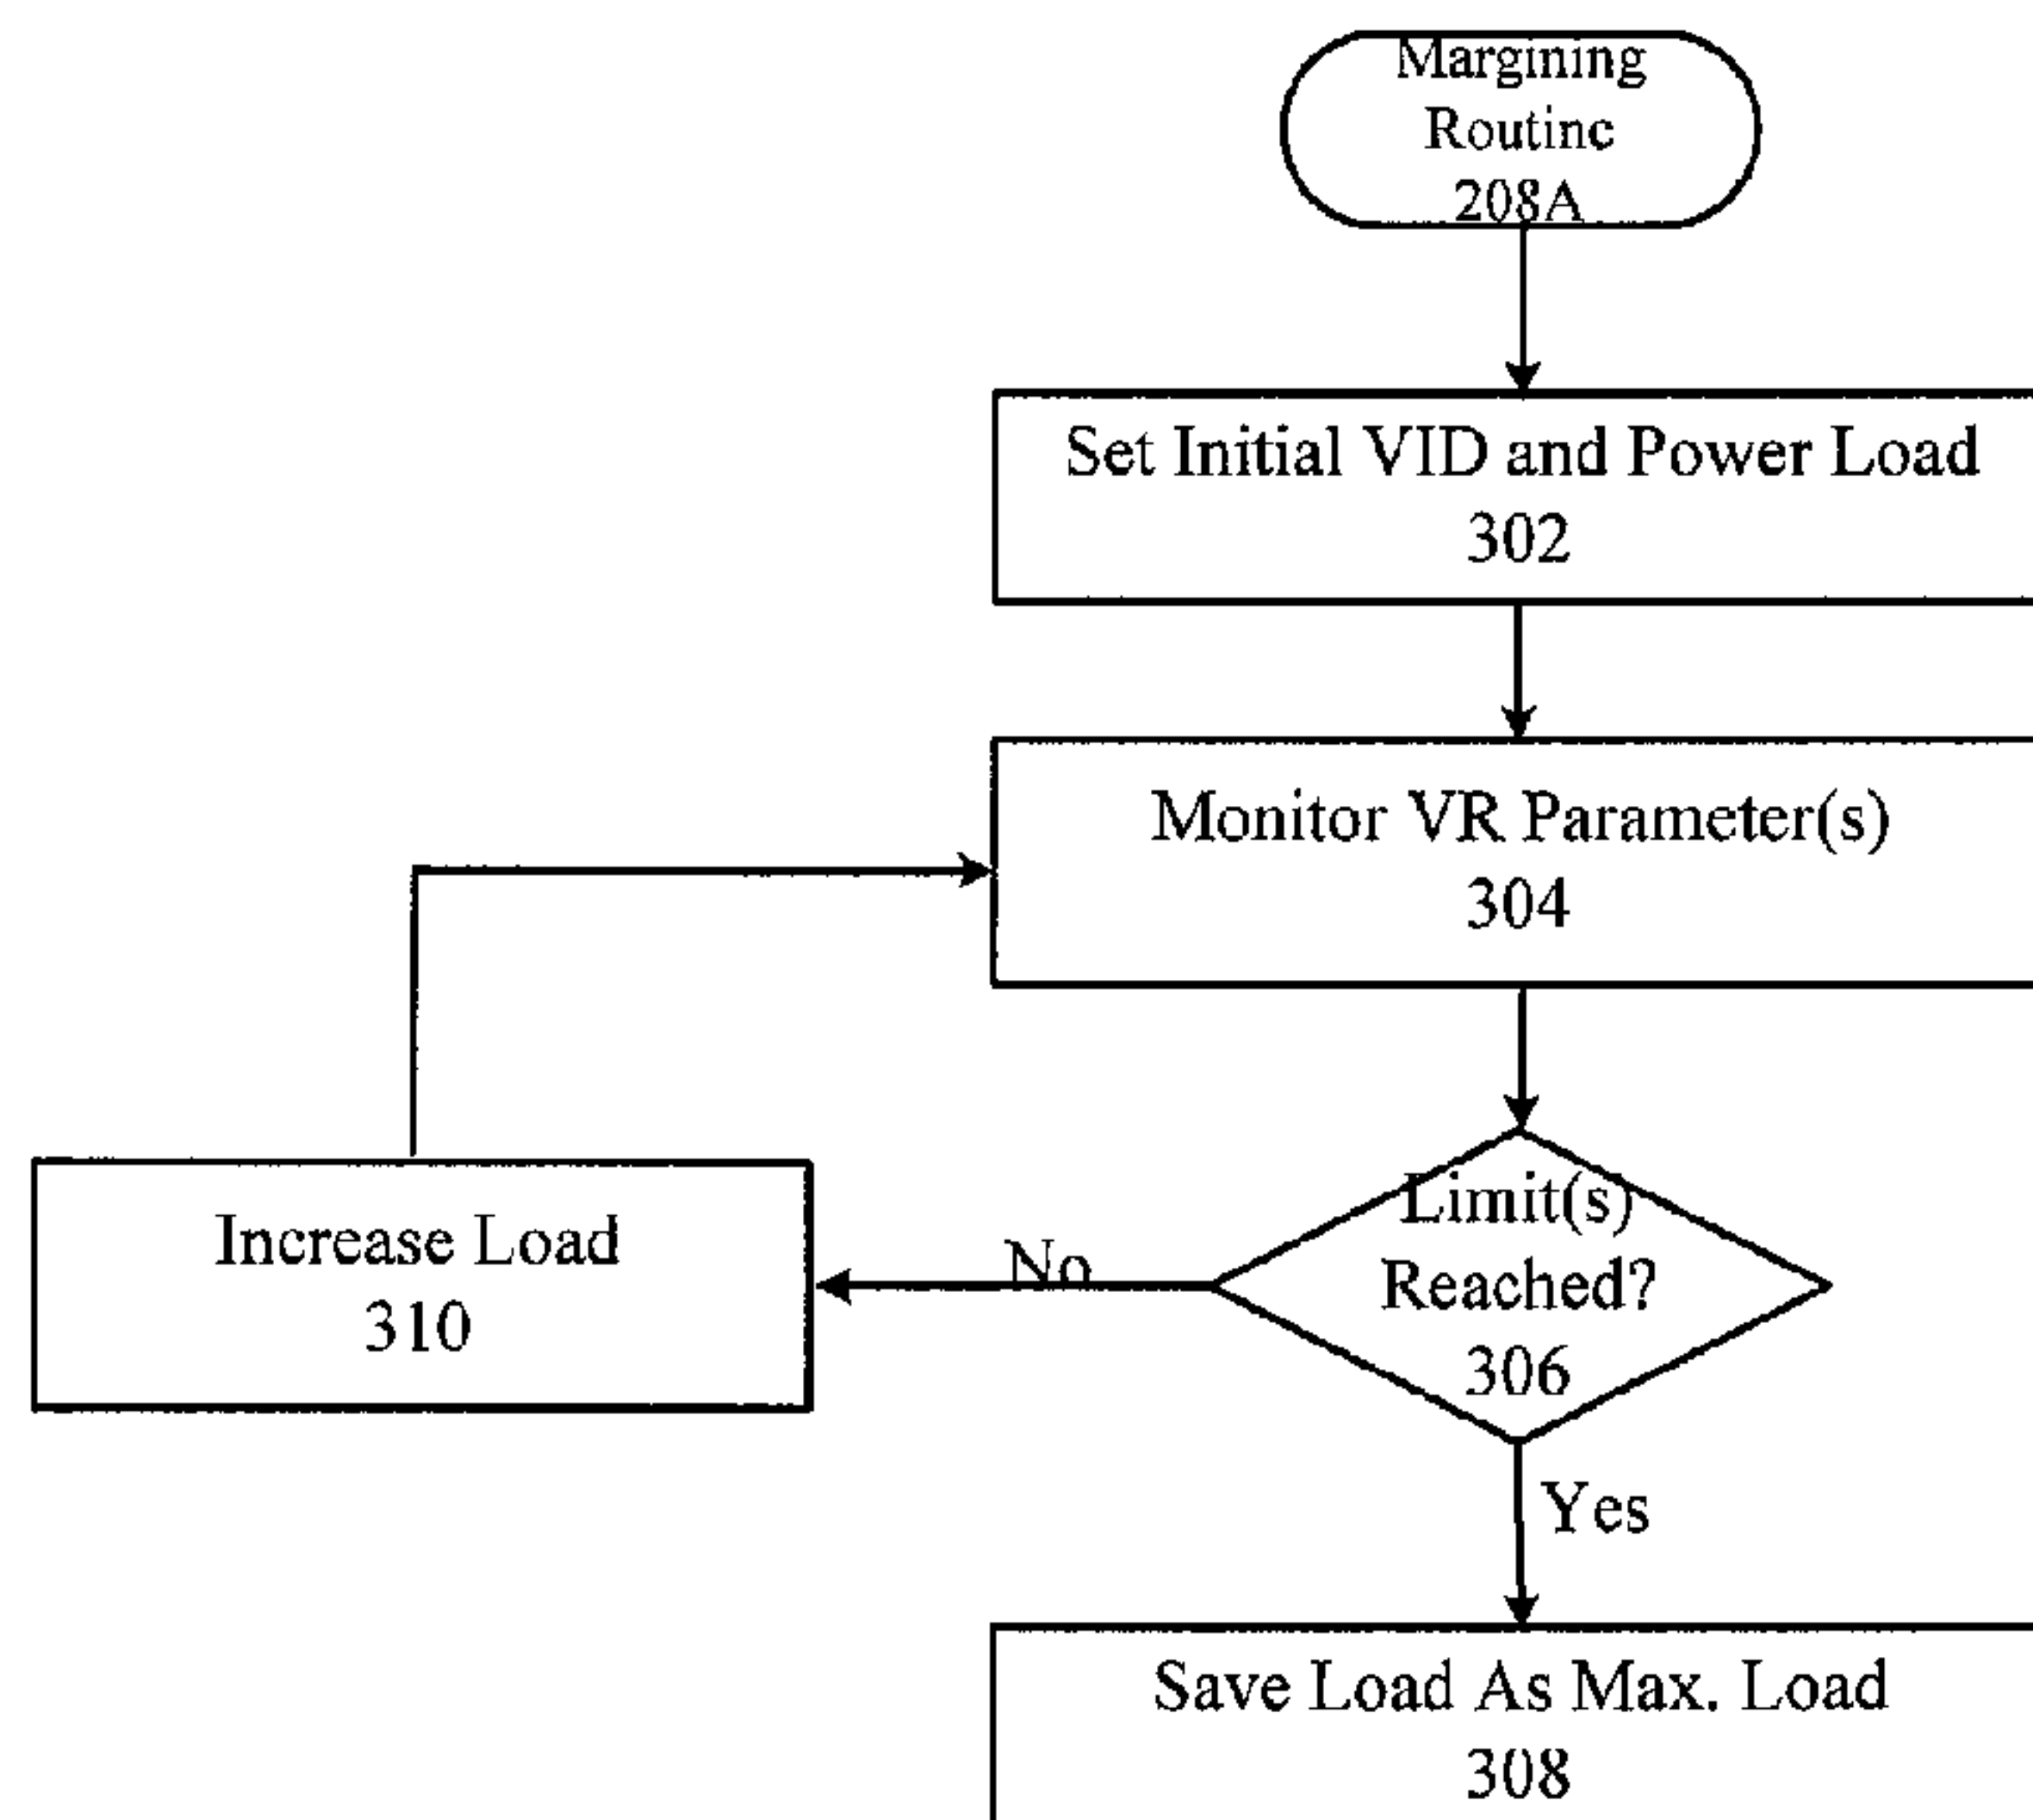 Margining
Routine
208A
Set Initial VID and Power Load
302
Monitor VR Parameter(s)
304
Limit(s)
Reached?
306
No
Increase Load
310
Yes
Save Load As Max. Load
308